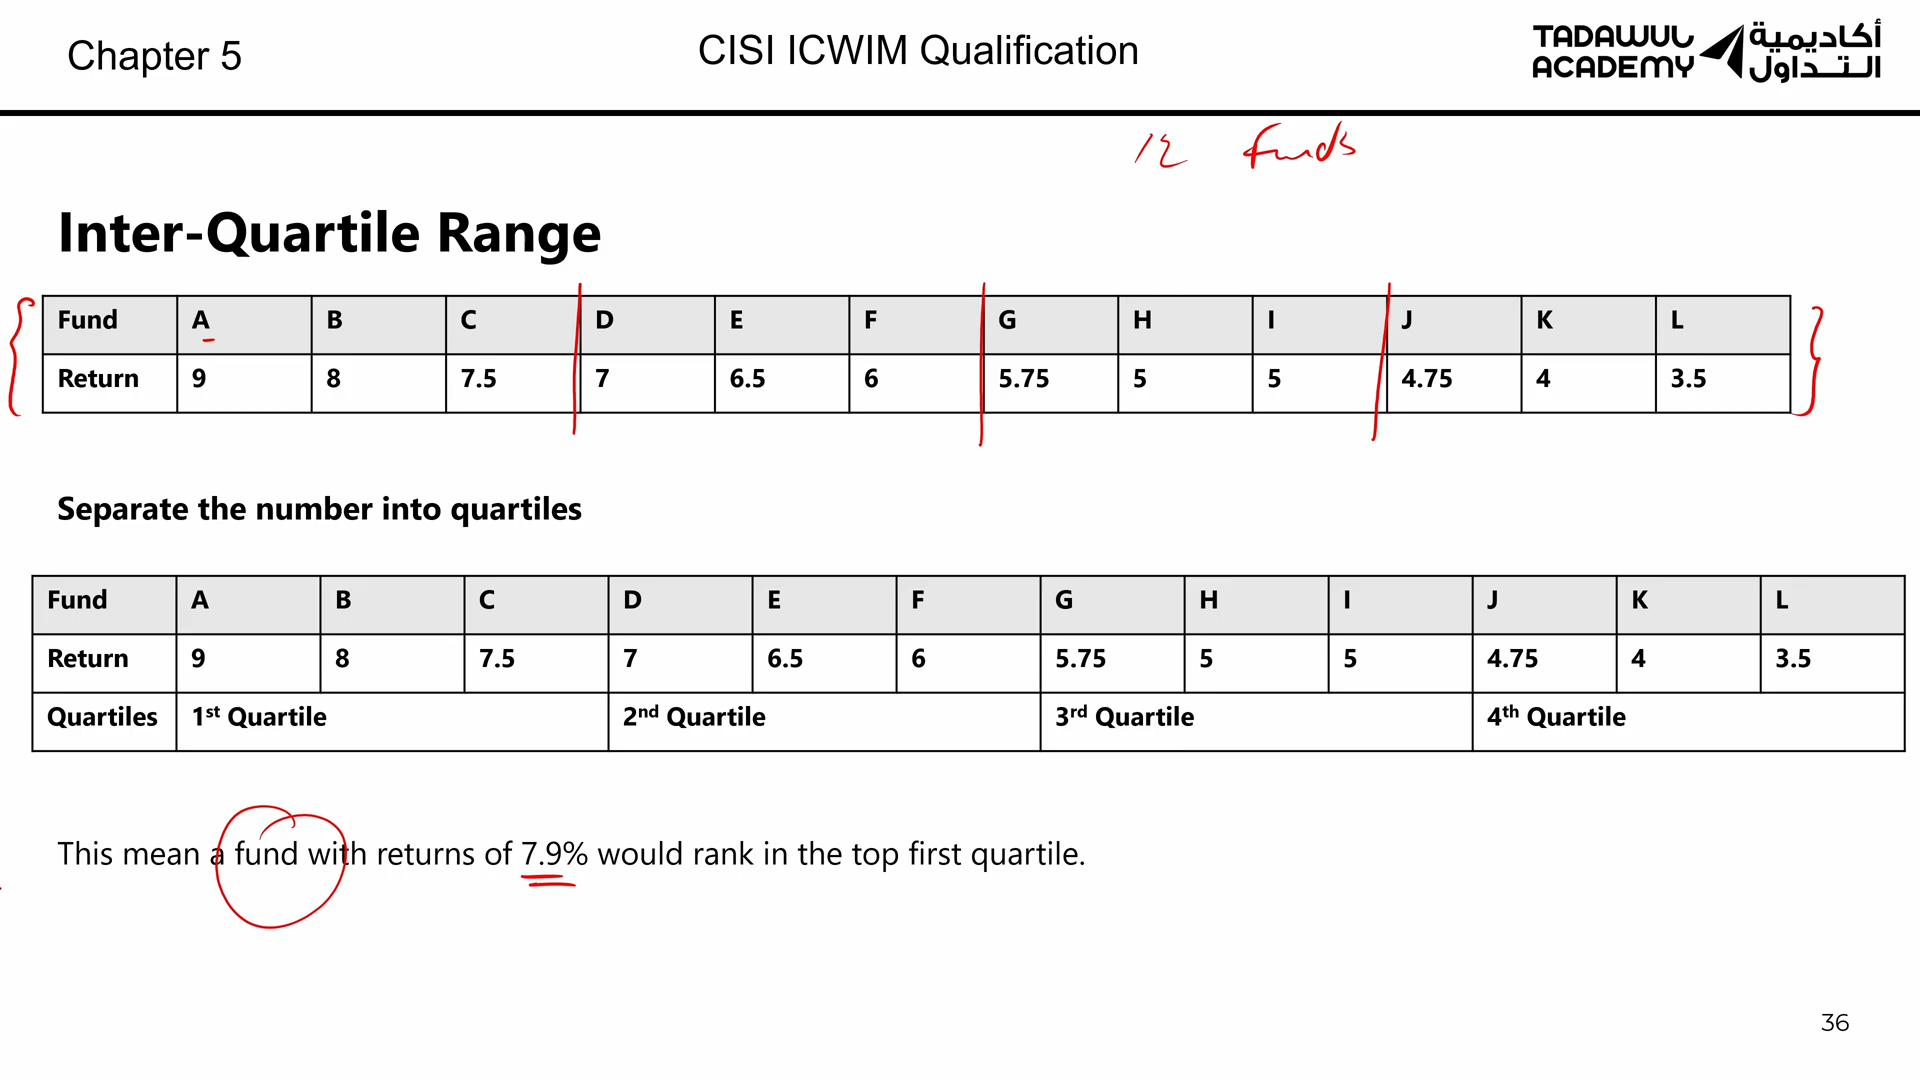 Chapter 5
CISI ICWIM Qualification
TADAWUL ACADEMY
أكاديمية التداول
12 funds
Inter-Quartile Range
Fund A B C D E F G H I J K L
Return 9 8 7.5 7 6.5 6 5.75 5 5 4.75 4 3.5
Separate the number into quartiles
Fund A B C D E F G H I J K L
Return 9 8 7.5 7 6.5 6 5.75 5 5 4.75 4 3.5
Quartiles 1st Quartile 2nd Quartile 3rd Quartile 4th Quartile
This mean a fund with returns of 7.9% would rank in the top first quartile.
36